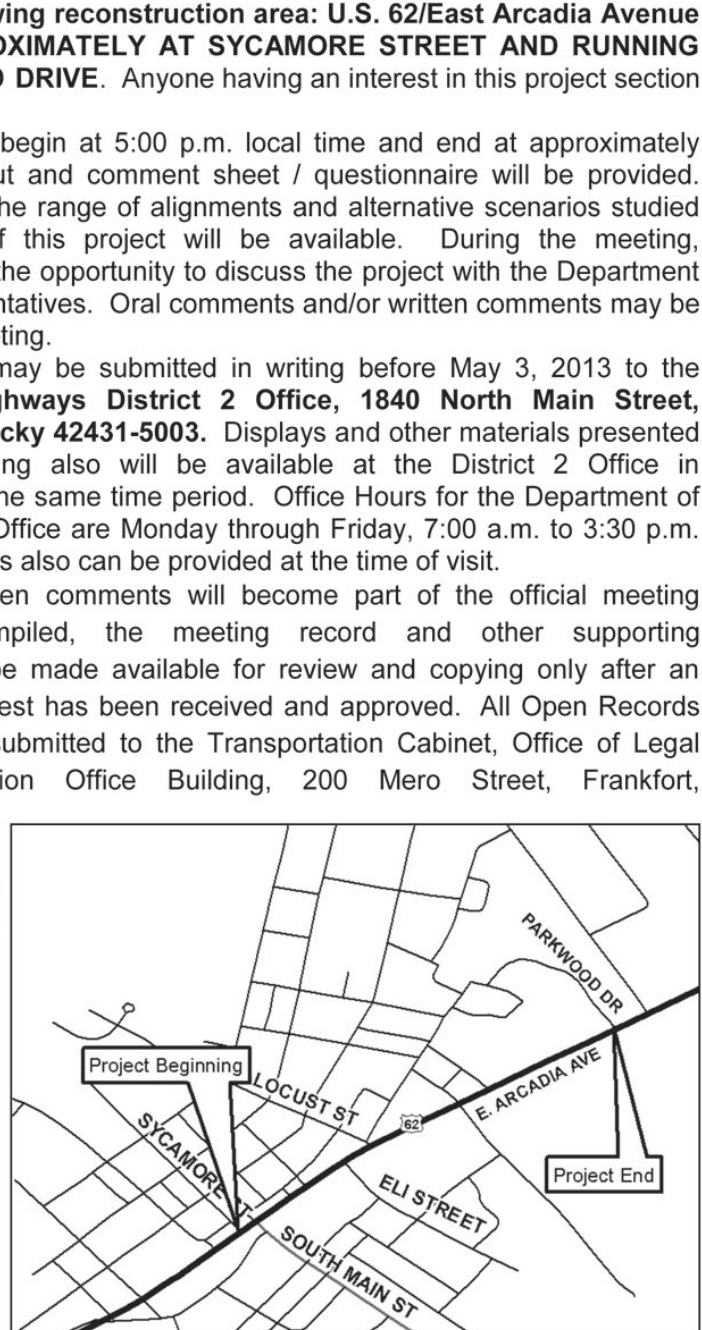 ving reconstruction area: U.S. 62/East Arcadia Avenue
OXIMATELY AT SYCAMORE STREET AND RUNNING
D DRIVE. Anyone having an interest in this project section
begin at 5:00 p.m. local time and end at approximately
ut and comment sheet / questionnaire will be provided.
he range of alignments and alternative scenarios studied
f this project will be available. During the meeting,
the opportunity to discuss the project with the Department
ntatives. Oral comments and/or written comments may be
ting.
may be submitted in writing before May 3, 2013 to the
ghways District 2 Office, 1840 North Main Street,
cky 42431-5003. Displays and other materials presented
ng also will be available at the District 2 Office in
ne same time period. Office Hours for the Department of
Office are Monday through Friday, 7:00 a.m. to 3:30 p.m.
s also can be provided at the time of visit.
en comments will become part of the official meeting
mpiled, the meeting record and other supporting
be made available for review and copying only after an
est has been received and approved. All Open Records
submitted to the Transportation Cabinet, Office of Legal
ion Office Building, 200 Mero Street, Frankfort,
PARKWOOD DR
Project Beginning
LOCUST ST
E. ARCADIA AVE
62
SYCAMORE ST
Project End
ELI STREET
SOUTH MAIN ST